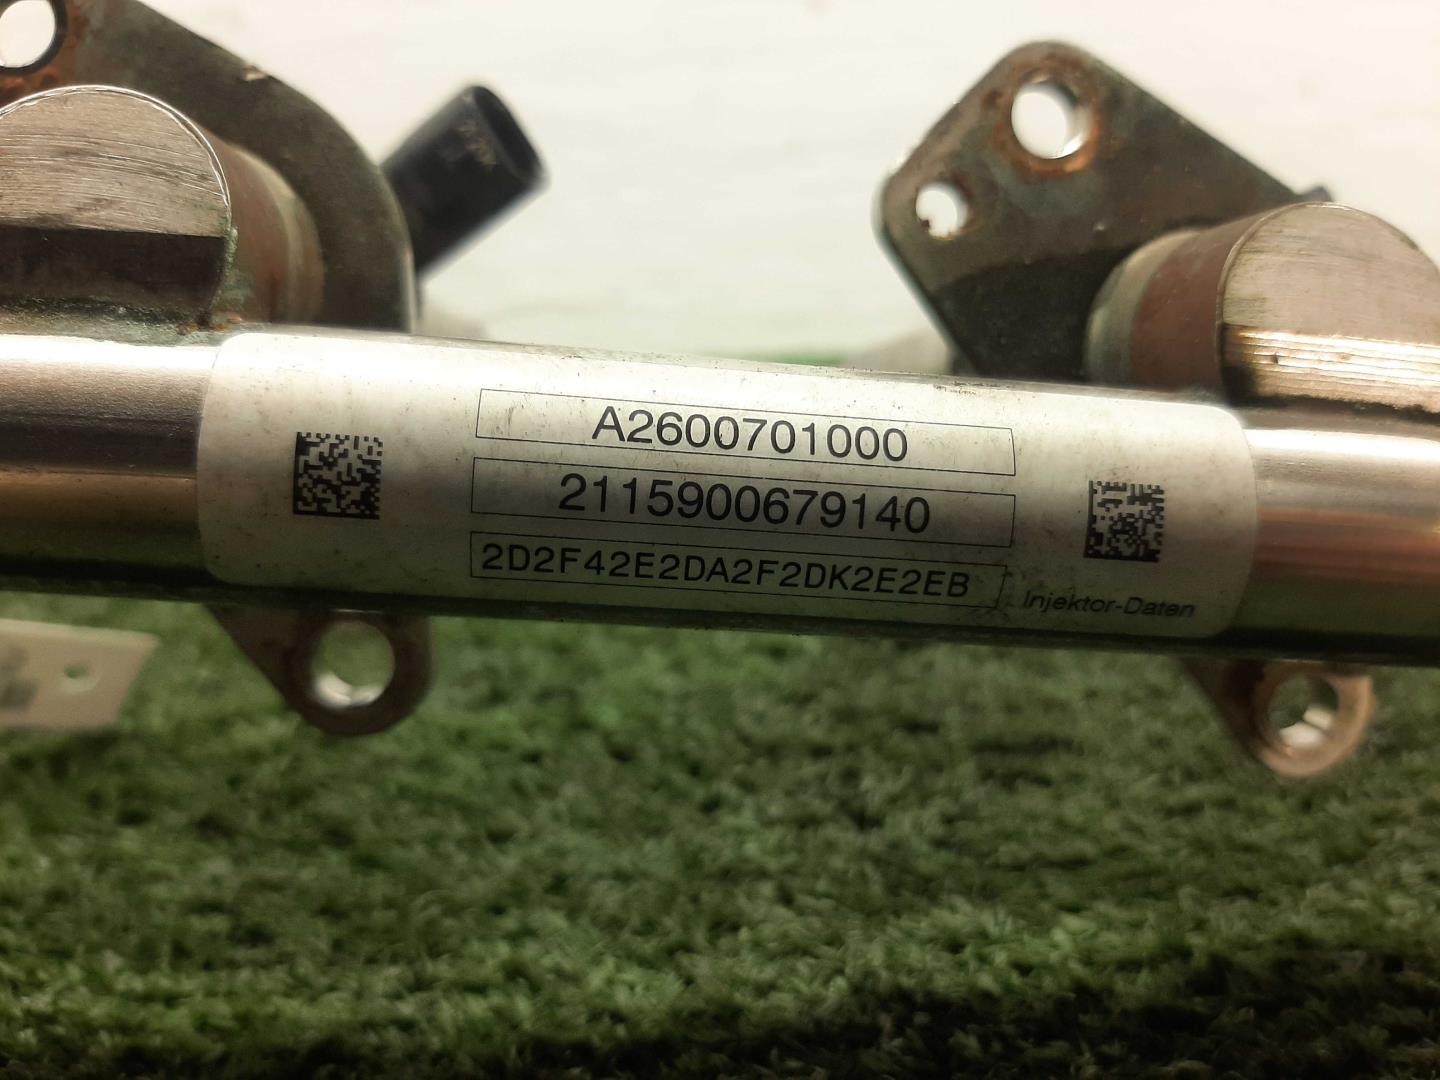 A2600701000
2115900679140
2D2F42E2DA2F2DK2E2EB
Injektor-Daten